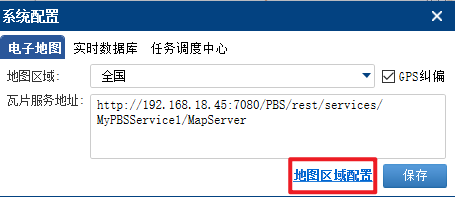 系统配置
电子地图 实时数据库 任务调度中心
地图区域: 全国 GPS纠偏
瓦片服务地址: http://192.168.18.45:7080/PBS/rest/services/
MyPBSService1/MapServer
地图区域配置 保存